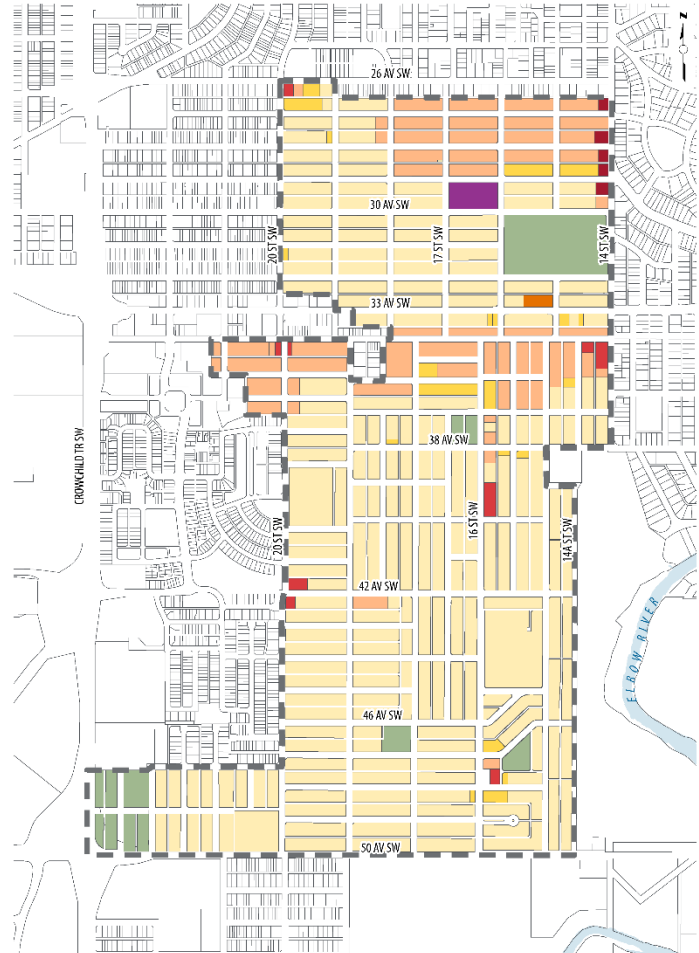 N
26 AV SW
30 AV SW
20 ST SW
17 ST SW
14 ST SW
33 AV SW
38 AV SW
CROWCHILD TR SW
20 ST SW
16 ST SW
14A ST SW
42 AV SW
ELBOW RIVER
46 AV SW
50 AV SW